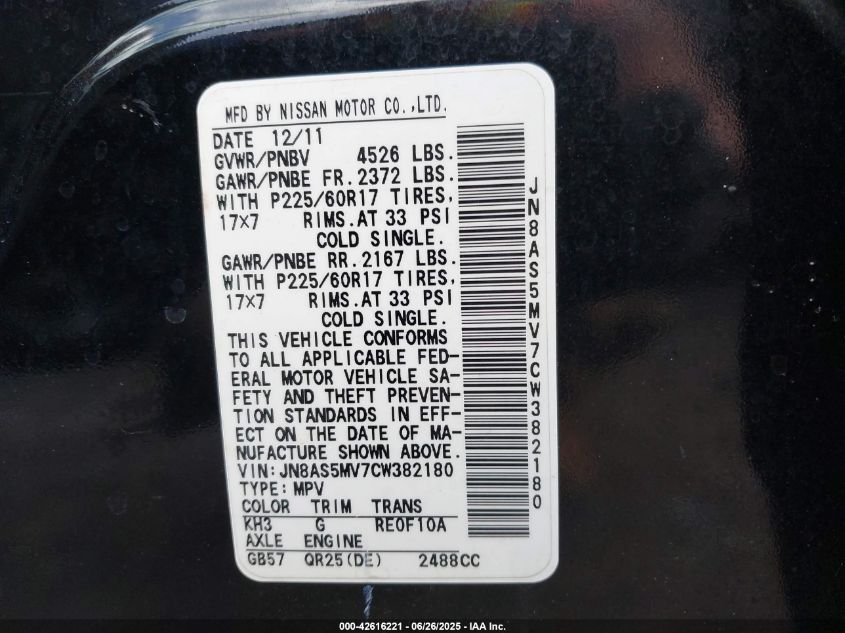 MFD BY NISSAN MOTOR CO.,LTD.
DATE 12/11
GVWR/PNBV 4526 LBS.
GAWR/PNBE FR.2372 LBS.
WITH P225/60R17 TIRES,
17×7 RIMS.AT 33 PSI
COLD SINGLE.
GAWR/PNBE RR.2167 LBS.
WITH P225/60R17 TIRES,
17×7 RIMS.AT 33 PSI
COLD SINGLE.
THIS VEHICLE CONFORMS
TO ALL APPLICABLE FED-
ERAL MOTOR VEHICLE SA-
FETY AND THEFT PREVEN-
TION STANDARDS IN EFF-
ECT ON THE DATE OF MA-
NUFACTURE SHOWN ABOVE.
VIN:JN8AS5MV7CW382180
TYPE:MPV
COLOR TRIM TRANS
KH3 G RE0F10A
AXLE ENGINE
GB57 QR25(DE) 2488CC
JN8AS5MV7CW382180
000-42616221 - 06/26/2025 - IAA Inc.